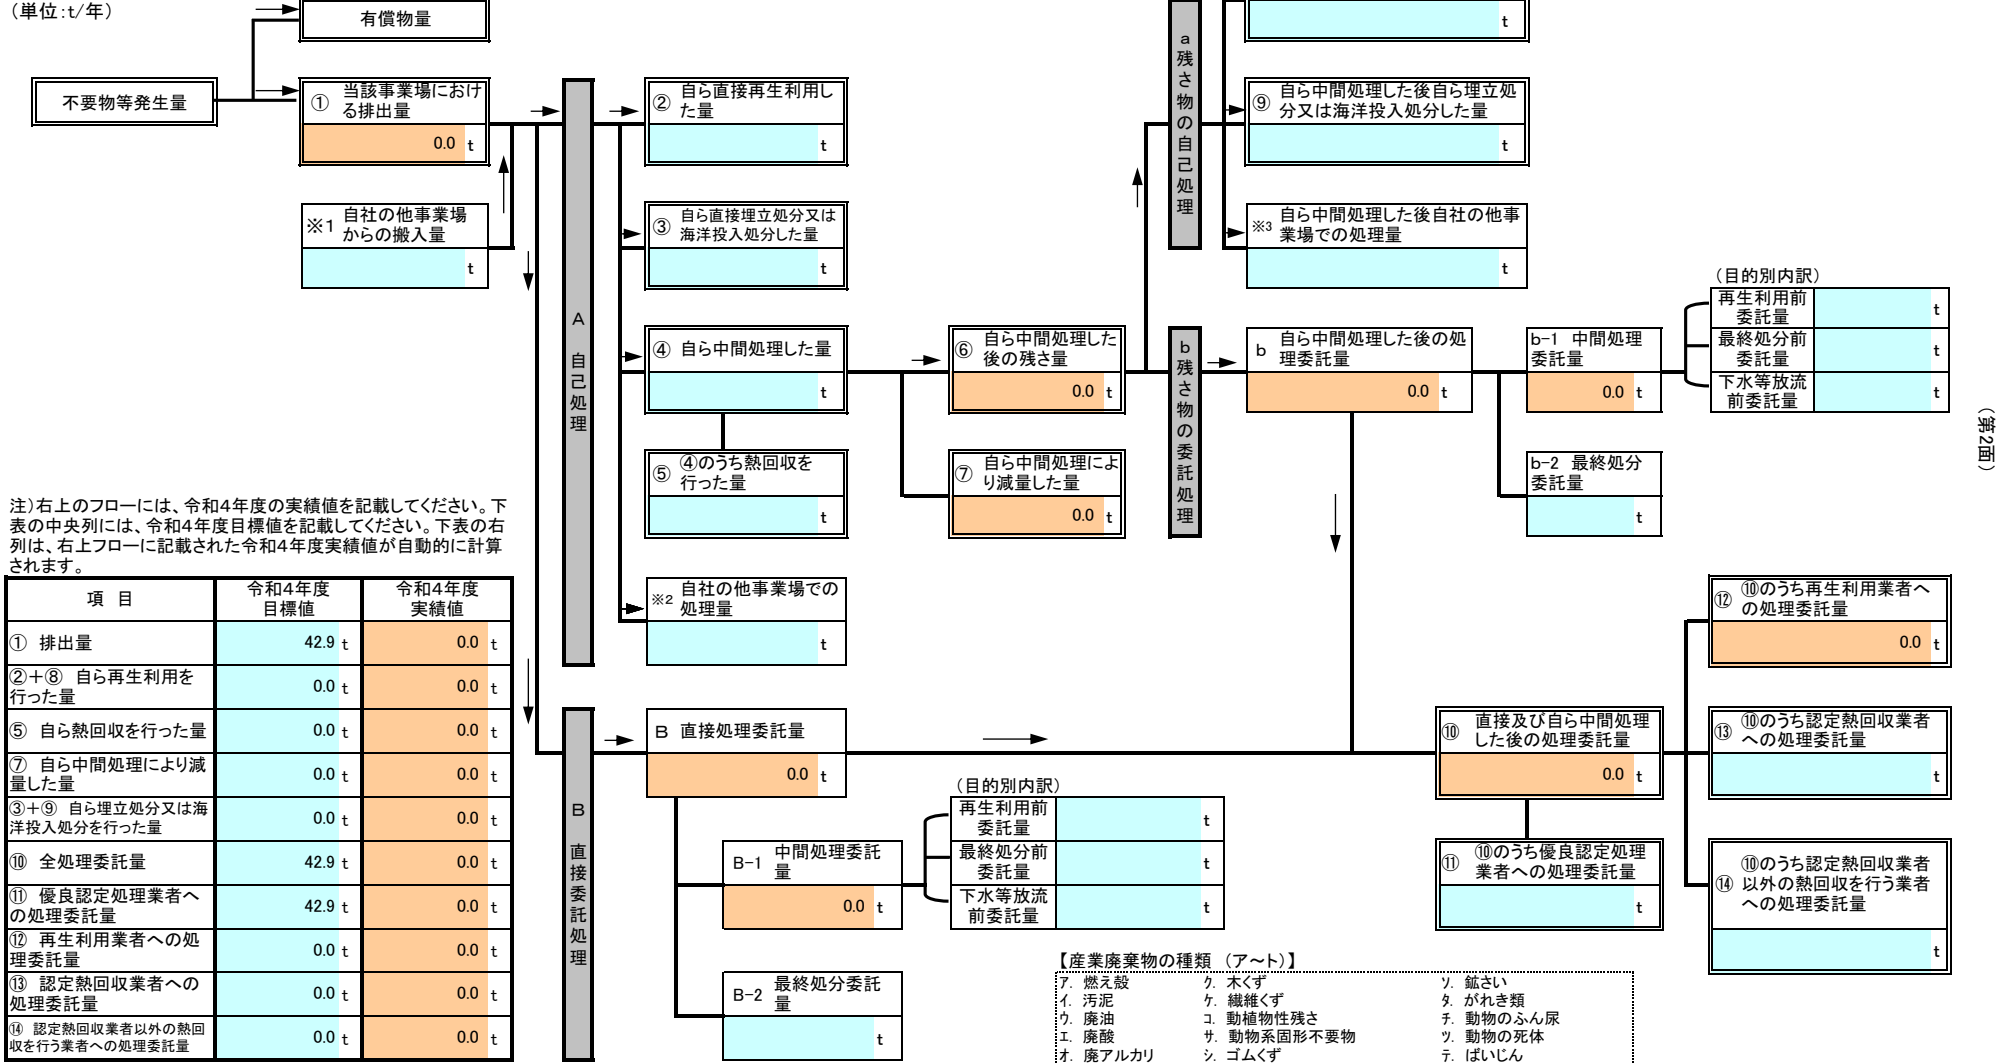 （単位：t/年）
有償物量
不要物等発生量
① 当該事業場におけ
る排出量
0.0 t
※1 自社の他事業場
からの搬入量
t
A 自己処理
② 自ら直接再生利用し
た量
t
③ 自ら直接埋立処分又は
海洋投入処分した量
t
④ 自ら中間処理した量
t
⑤ ④のうち熱回収を
行った量
t
※2 自社の他事業場での
処理量
t
⑥ 自ら中間処理した
後の残さ量
0.0 t
⑦ 自ら中間処理によ
り減量した量
0.0 t
a残さ物の自己処理
t
⑨ 自ら中間処理した後自ら埋立処
分又は海洋投入処分した量
t
※3 自ら中間処理した後自社の他事
業場での処理量
t
b残さ物の委託処理
b 自ら中間処理した後の処
理委託量
0.0 t
b-1 中間処理
委託量
0.0 t
b-2 最終処分
委託量
t
（目的別内訳）
再生利用前
委託量
t
最終処分前
委託量
t
下水等放流
前委託量
t
（第2面）
注）右上のフローには、令和4年度の実績値を記載してください。下
表の中央列には、令和4年度目標値を記載してください。下表の右
列は、右上フローに記載された令和4年度実績値が自動的に計算
されます。
項 目 令和4年度 目標値 令和4年度 実績値
① 排出量 42.9 t 0.0 t
②＋⑧ 自ら再生利用を
行った量 0.0 t 0.0 t
⑤ 自ら熱回収を行った量 0.0 t 0.0 t
⑦ 自ら中間処理により減
量した量 0.0 t 0.0 t
③＋⑨ 自ら埋立処分又は海
洋投入処分を行った量 0.0 t 0.0 t
⑩ 全処理委託量 42.9 t 0.0 t
⑪ 優良認定処理業者へ
の処理委託量 42.9 t 0.0 t
⑫ 再生利用業者への処
理委託量 0.0 t 0.0 t
⑬ 認定熱回収業者への
処理委託量 0.0 t 0.0 t
⑭ 認定熱回収業者以外の熱回
収を行う業者への処理委託量 0.0 t 0.0 t
B 直接委託処理
B 直接処理委託量
0.0 t
B-1 中間処理委託
量
0.0 t
B-2 最終処分委託
量
t
（目的別内訳）
再生利用前
委託量
t
最終処分前
委託量
t
下水等放流
前委託量
t
⑩ 直接及び自ら中間処理
した後の処理委託量
0.0 t
⑪ ⑩のうち優良認定処理
業者への処理委託量
t
⑫ ⑩のうち再生利用業者へ
の処理委託量
0.0 t
⑬ ⑩のうち認定熱回収業者
への処理委託量
t
⑭ ⑩のうち認定熱回収業者
以外の熱回収を行う業者
への処理委託量
t
【産業廃棄物の種類 （ア～ト）】
ア. 燃え殻 ク. 木くず ソ. 鉱さい
イ. 汚泥 ケ. 繊維くず タ. がれき類
ウ. 廃油 コ. 動植物性残さ チ. 動物のふん尿
エ. 廃酸 サ. 動物系固形不要物 ツ. 動物の死体
オ. 廃アルカリ シ. ゴムくず テ. ばいじん